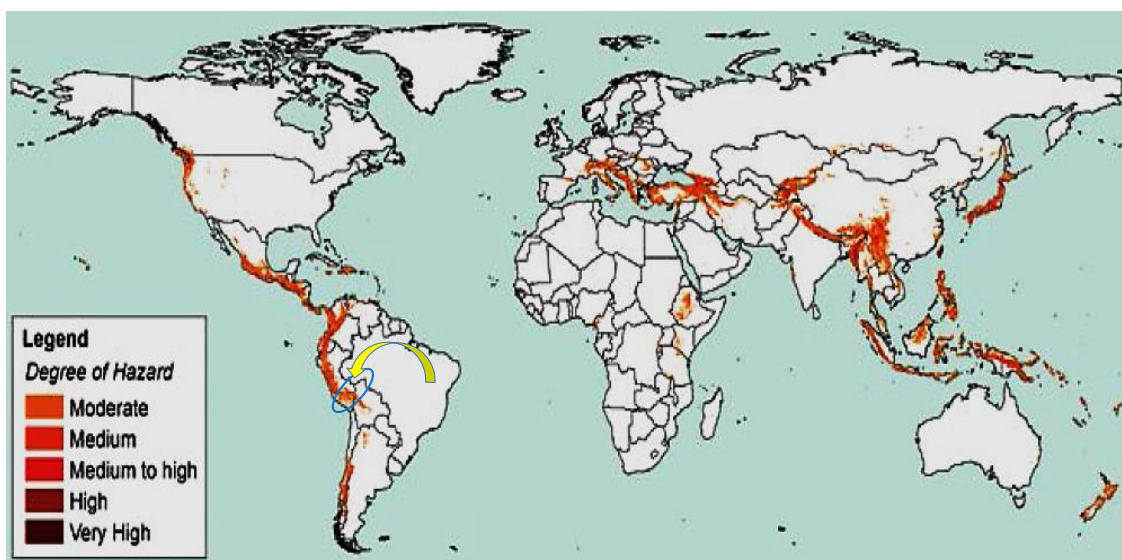 Legend
Degree of Hazard
Moderate
Medium
Medium to high
High
Very High